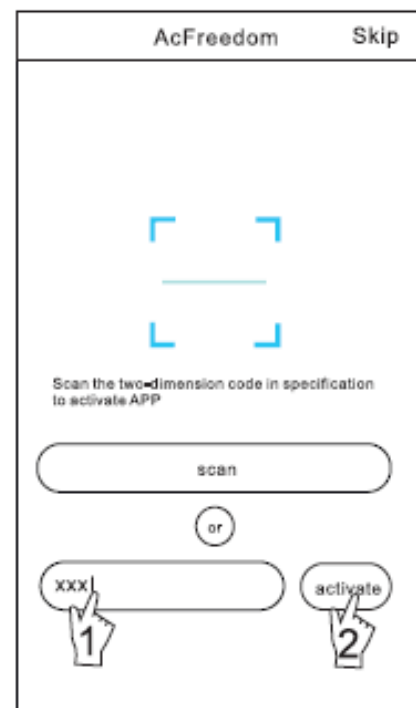 AcFreedom Skip
Scan the two-dimension code in specification
to activate APP
scan
or
xxx activate
1 2